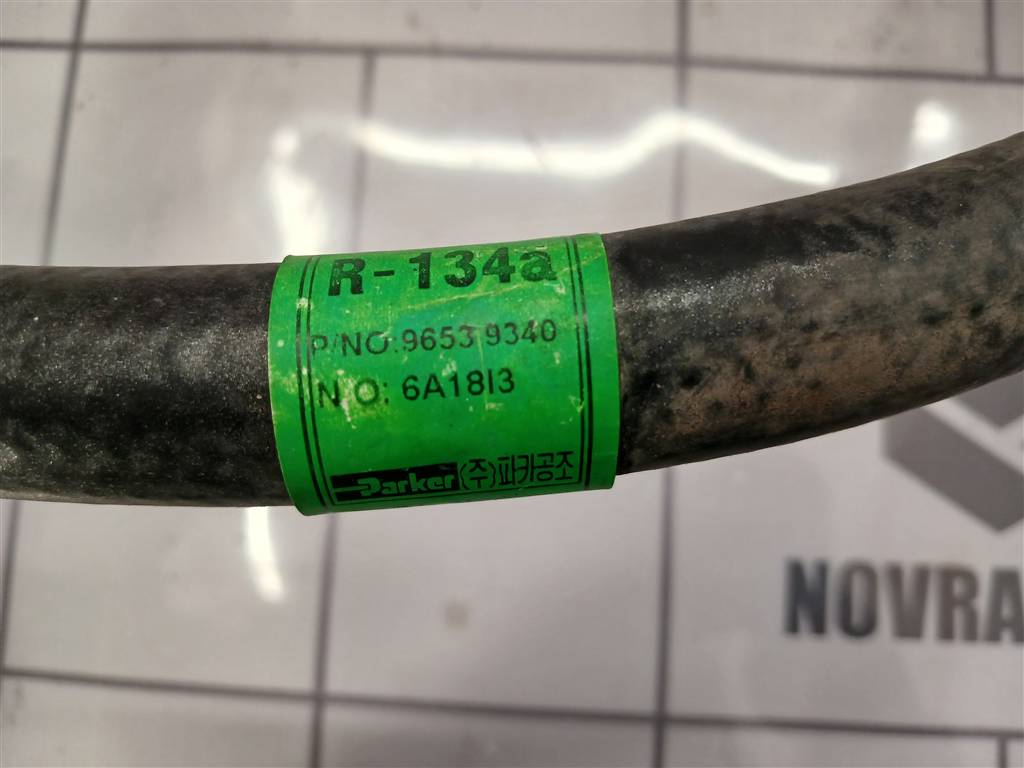 R-134a
P/NO:9653 9340
N.O: 6A18I3
Parker (주)파카공조
NOVRA